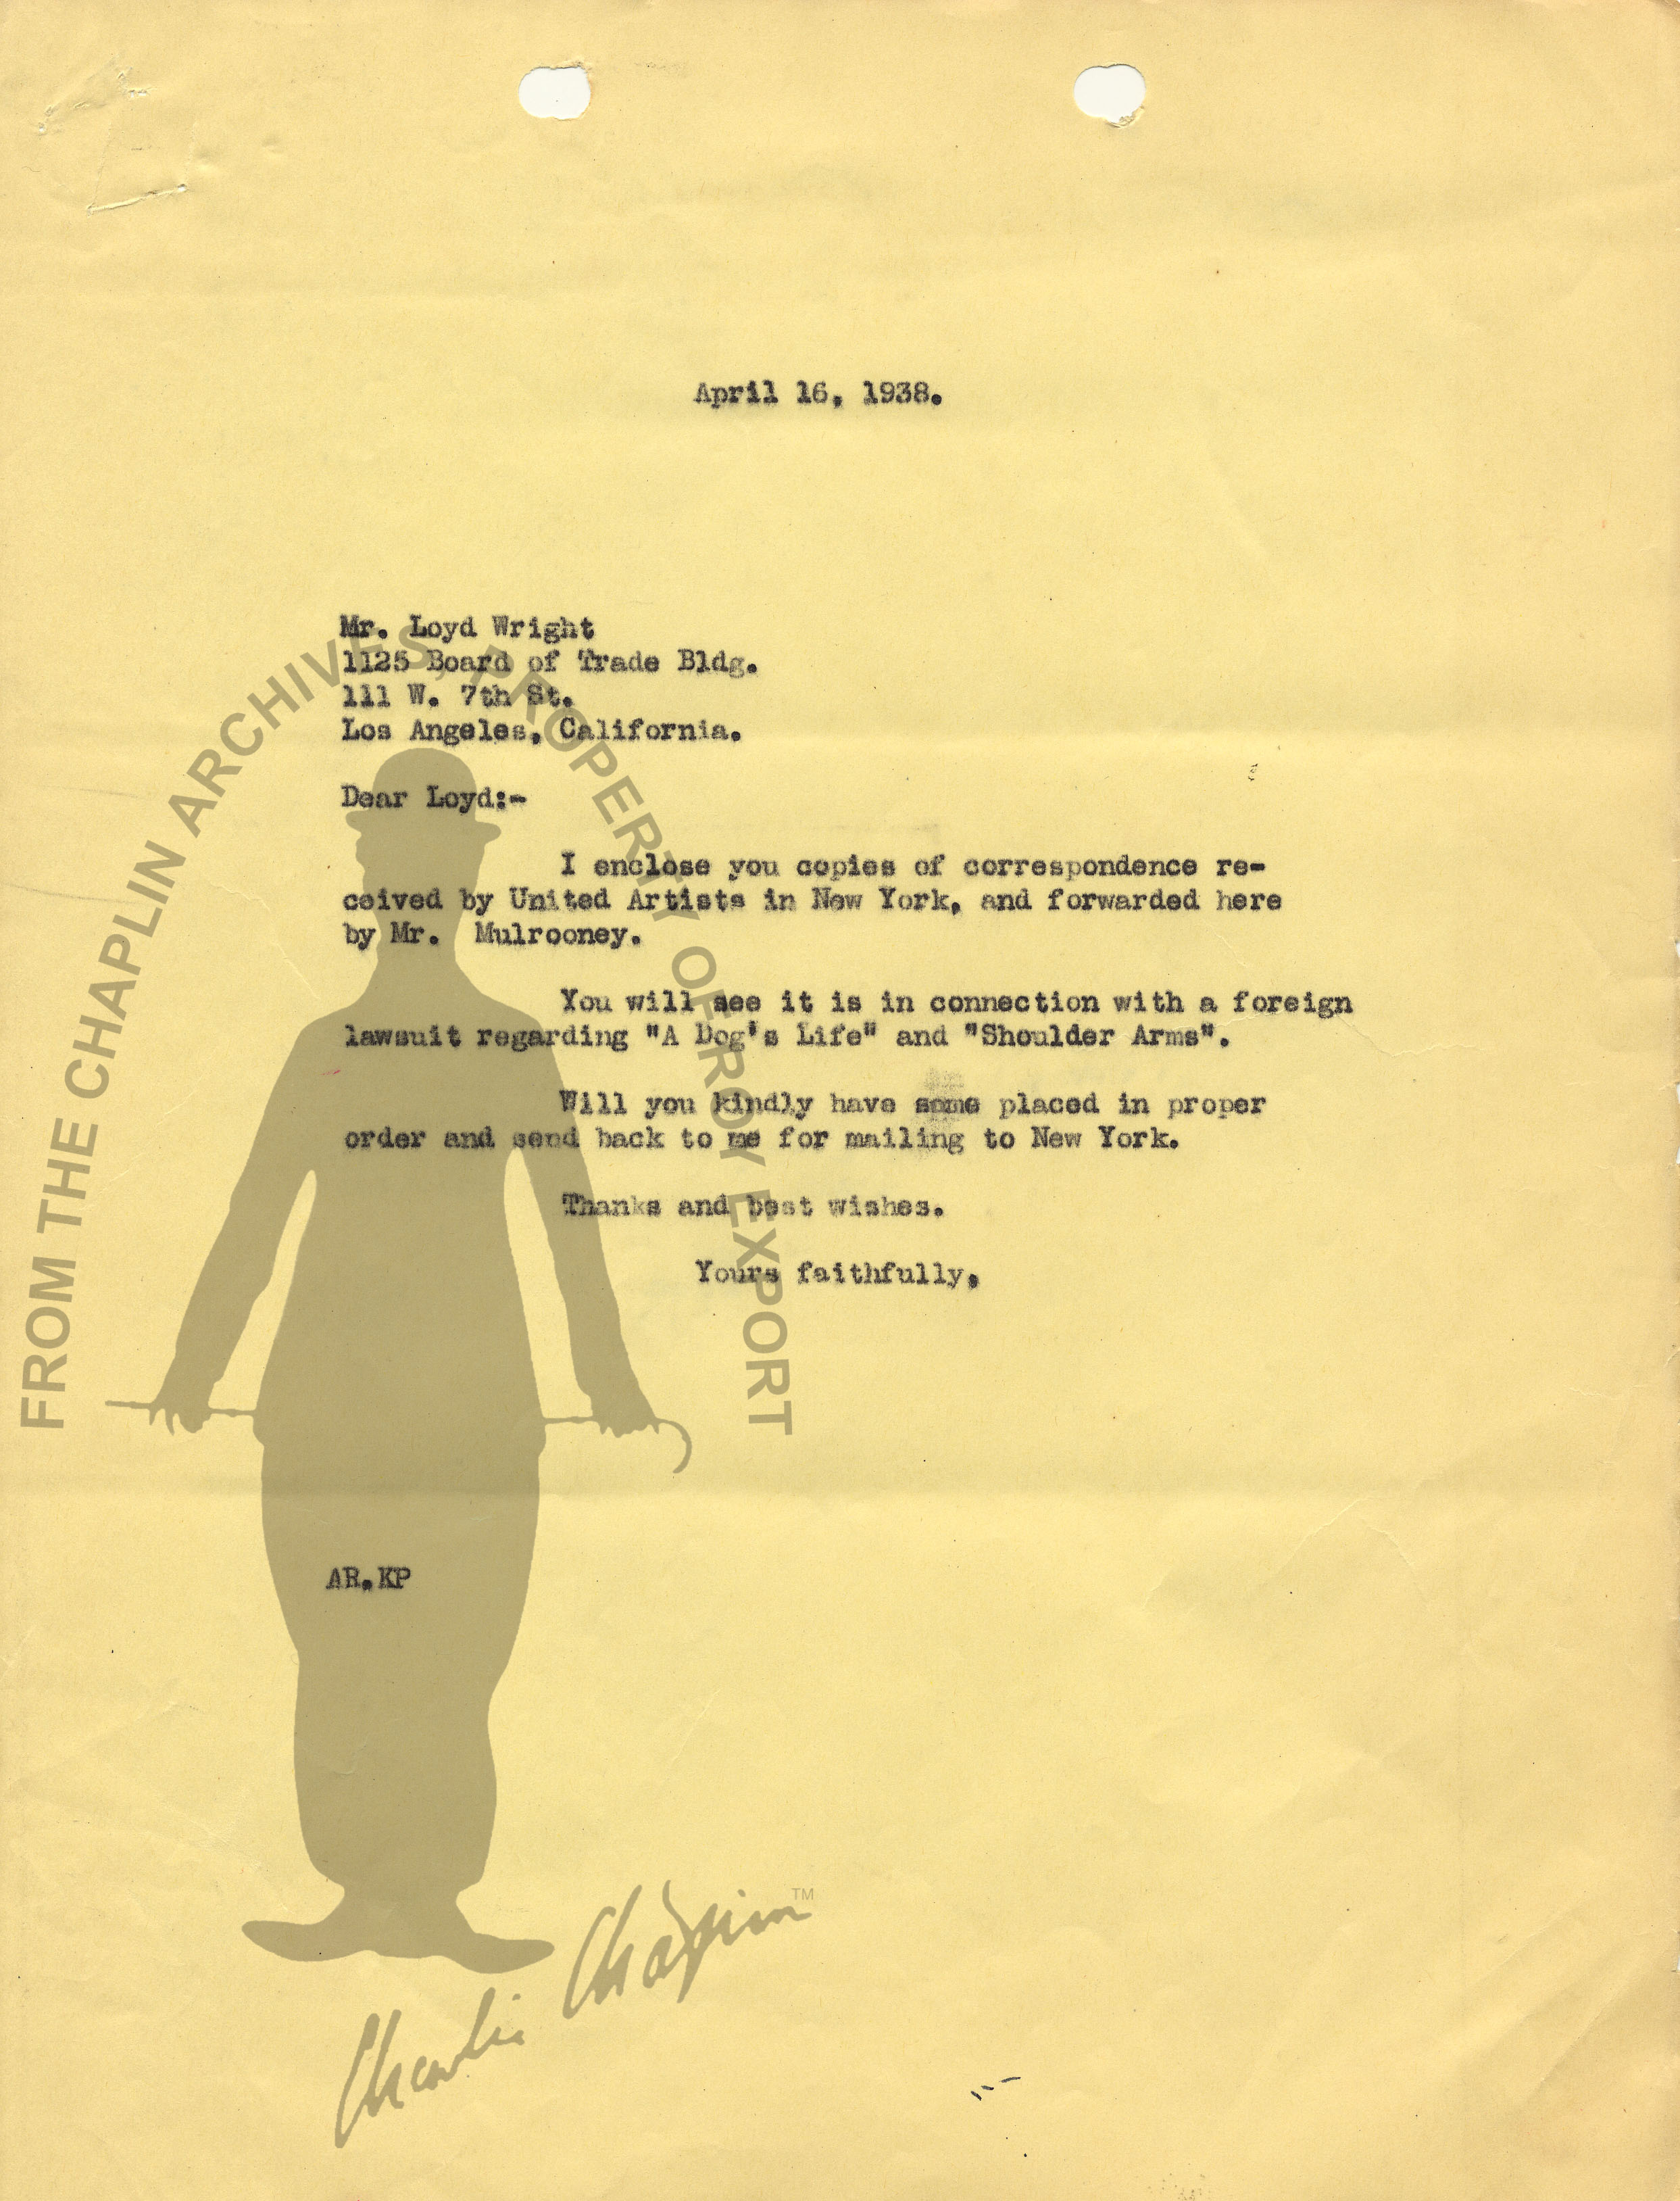 April 16, 1938.
Mr. Loyd Wright
1125 Board of Trade Bldg.
111 W. 7th St.
Los Angeles, California.
Dear Loyd:-
I enclose you copies of correspondence re-
ceived by United Artists in New York, and forwarded here
by Mr. Mulrooney.
You will see it is in connection with a foreign
lawsuit regarding "A Dog's Life" and "Shoulder Arms".
Will you kindly have same placed in proper
order and send back to me for mailing to New York.
Thanks and best wishes.
Yours faithfully,
AR.KP
FROM THE CHAPLIN ARCHIVES, PROPERTY OF ROY EXPORT
Charlie Chaplin TM